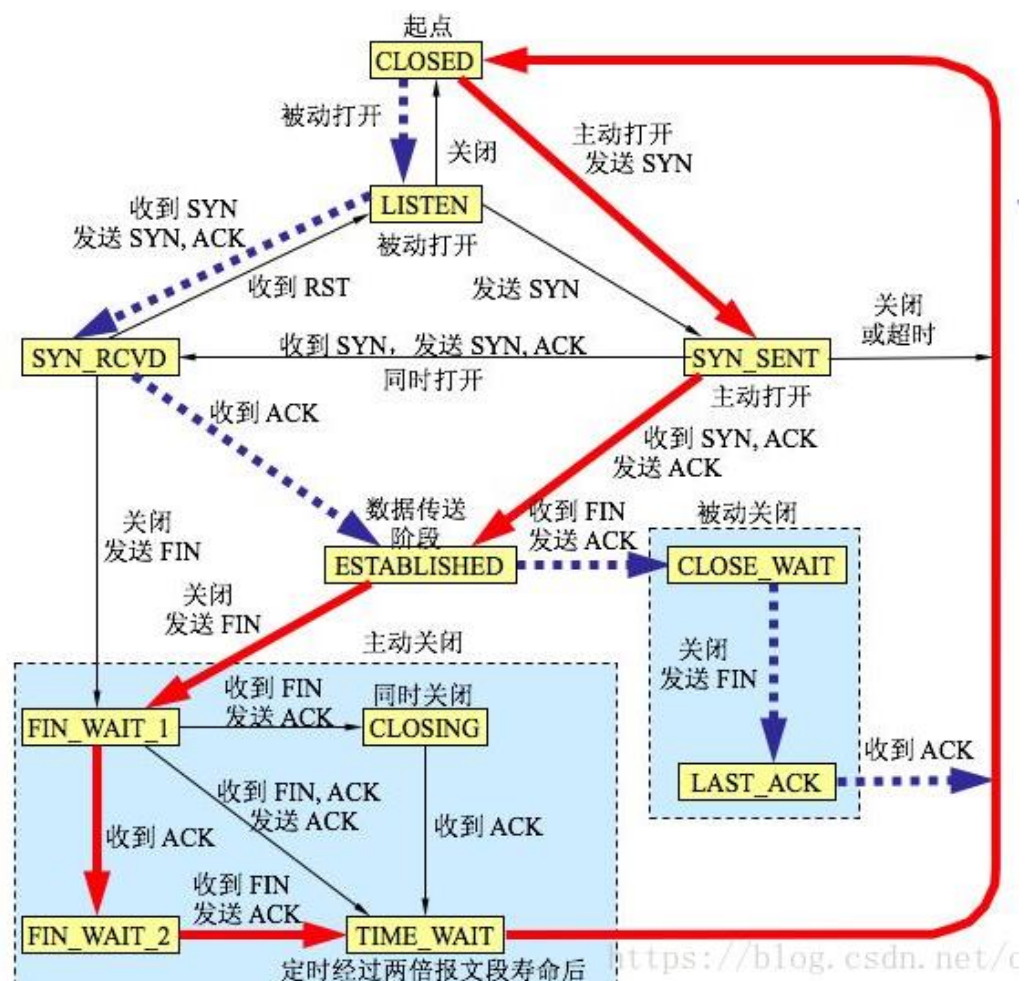 起点
CLOSED
被动打开
关闭
主动打开
发送 SYN
LISTEN
被动打开
收到 SYN
发送 SYN, ACK
收到 RST
发送 SYN
关闭
或超时
SYN_RCVD
收到 SYN，发送 SYN, ACK
同时打开
SYN_SENT
主动打开
收到 ACK
收到 SYN, ACK
发送 ACK
数据传送
阶段
ESTABLISHED
收到 FIN
发送 ACK
被动关闭
CLOSE_WAIT
关闭
发送 FIN
关闭
发送 FIN
关闭
发送 FIN
主动关闭
FIN_WAIT_1
收到 FIN
发送 ACK
同时关闭
CLOSING
LAST_ACK
收到 ACK
收到 FIN, ACK
发送 ACK
收到 ACK
收到 ACK
收到 FIN
发送 ACK
FIN_WAIT_2
TIME_WAIT
定时经过两倍报文段寿命后
https://blog.csdn.net/